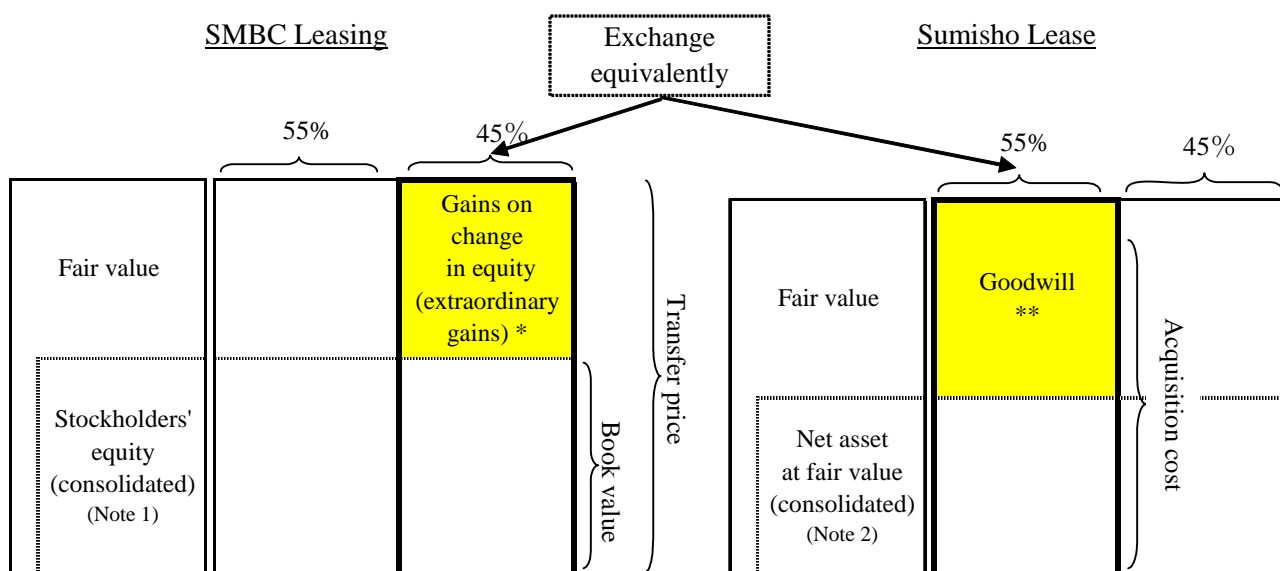 SMBC Leasing
Exchange
equivalently
Sumisho Lease
55%
45%
55%
45%
Fair value
Gains on
change
in equity
(extraordinary
gains) *
Transfer price
Fair value
Goodwill
**
Acquisition cost
Stockholders'
equity
(consolidated)
(Note 1)
Book value
Net asset
at fair value
(consolidated)
(Note 2)